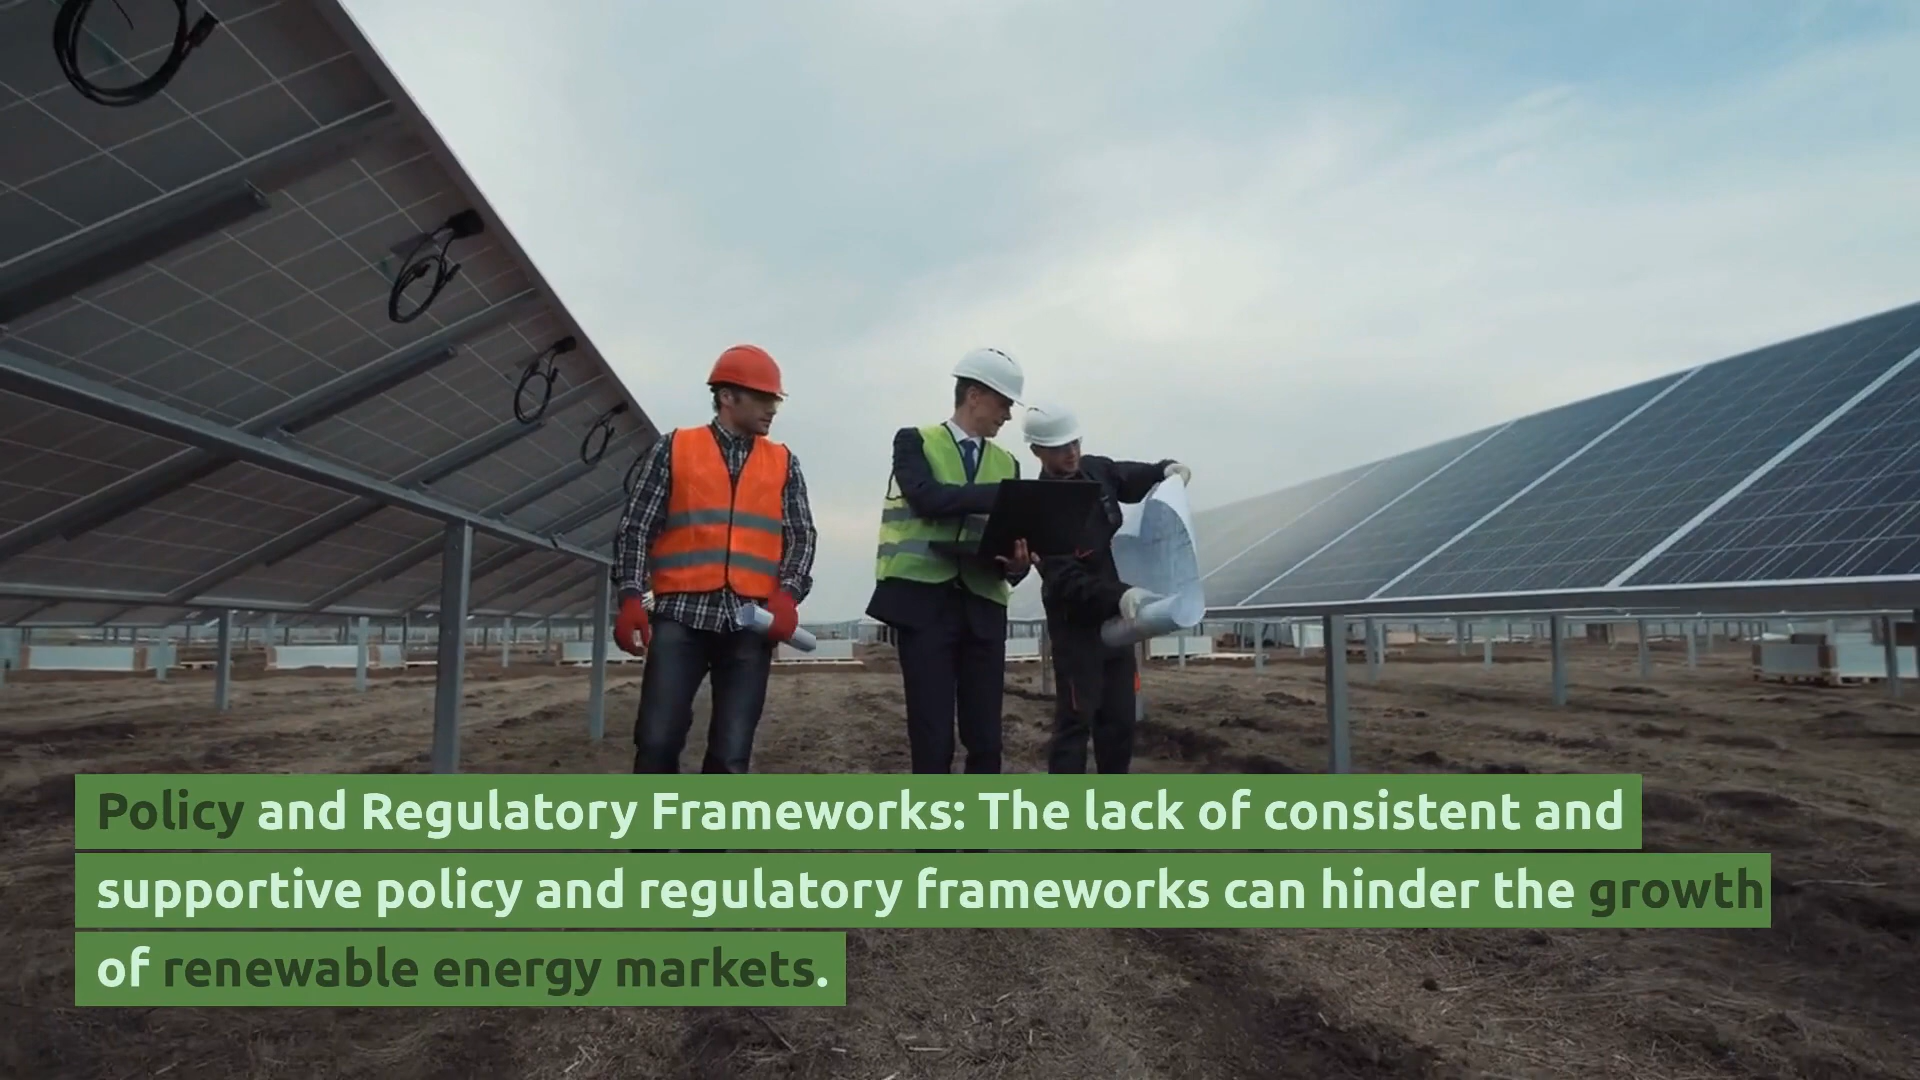 Policy and Regulatory Frameworks: The lack of consistent and
supportive policy and regulatory frameworks can hinder the growth
of renewable energy markets.